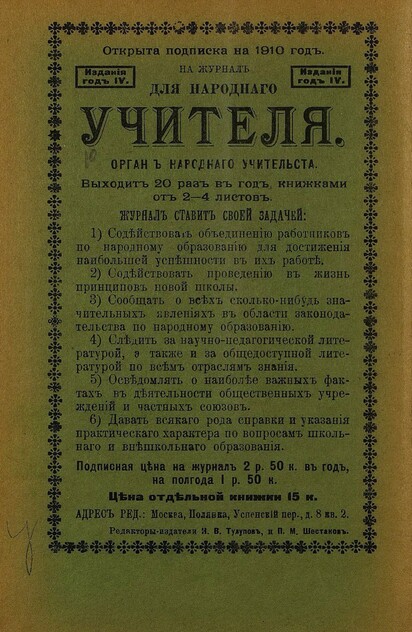 Открыта подписка на 1910 годъ.
НА ЖУРНАЛЪ
Изданія
годъ IV.
Изданія
годъ IV.
ДЛЯ НАРОДНАГО
УЧИТЕЛЯ.
ОРГАНЪ НАРОДНАГО УЧИТЕЛЬСТА.
Выходитъ 20 разъ въ годъ, книжками
отъ 2—4 листовъ.
ЖУРНАЛЪ СТАВИТЪ СВОЕЙ ЗАДАЧЕЙ:
1) Содѣйствовать объединенію работниковъ
по народному образованію для достиженія
наибольшей успѣшности въ ихъ работѣ,
2) Содѣйствовать проведенію въ жизнь
принциповъ новой школы.
3) Сообщать о всѣхъ сколько-нибудь зна-
чительныхъ явленіяхъ въ области законода-
тельства по народному образованію.
4) Слѣдить за научно-педагогической лите-
ратурой, э также и за общедоступной лите-
ратурой по всѣмъ отраслямъ знанія.
5) Освѣдомлять о наиболѣе важныхъ фак-
тахъ въ дѣятельности общественныхъ учре-
жденій и частныхъ союзовъ.
6) Давать всякаго рода справки и указанія
практическаго характера по вопросамъ школь-
наго и внѣшкольнаго образованія.
Подписная цѣна на журналъ 2 р. 50 к. въ годъ,
на полгода 1 р. 50 к.
Цѣна отдѣльной книжки 15 к.
АДРЕСЪ РЕД.: Москва, Полянка, Успенскій пер., д. 8 кв. 2.
Редакторы-издатели Н. В. Тулуповъ, и П. М. Шестаковъ.